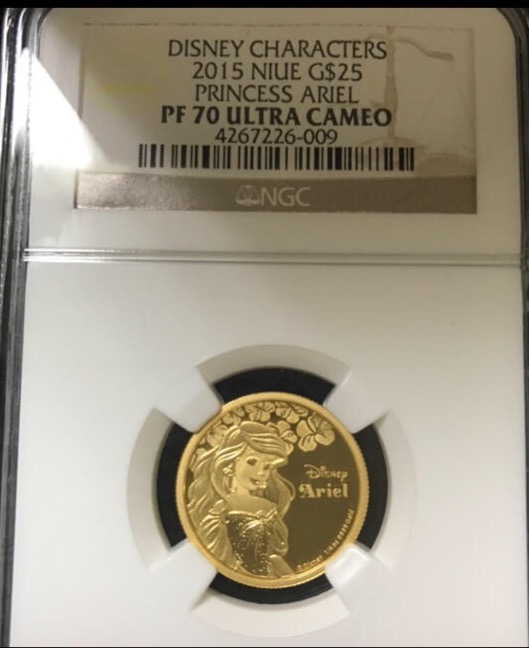 DISNEY CHARACTERS
2015 NIUE G$25
PRINCESS ARIEL
PF 70 ULTRA CAMEO
4267226-009
NGC
Disney
Ariel